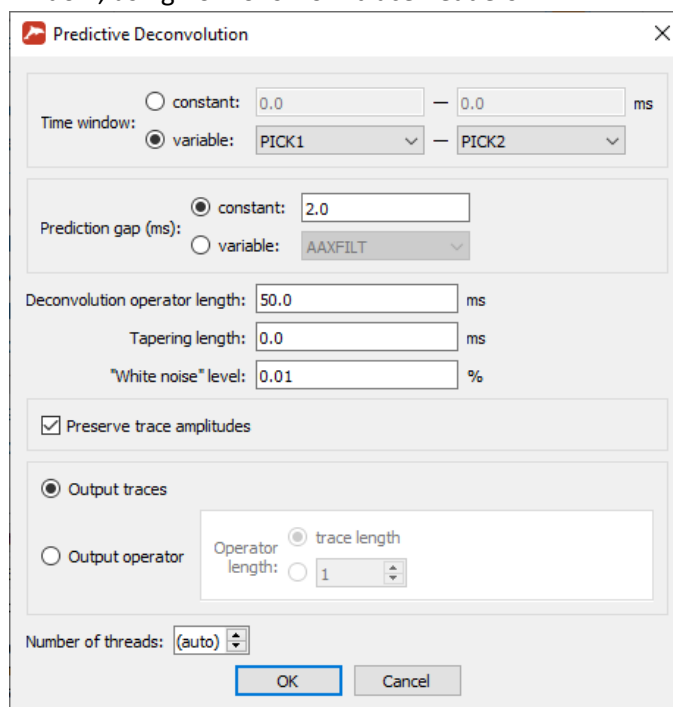 Predictive Deconvolution
Time window:
constant: 0.0 — 0.0 ms
variable: PICK1 — PICK2
Prediction gap (ms):
constant: 2.0
variable: AAXFILT
Deconvolution operator length: 50.0 ms
Tapering length: 0.0 ms
"White noise" level: 0.01 %
Preserve trace amplitudes
Output traces
Output operator
Operator length:
trace length
1
Number of threads: (auto)
OK Cancel